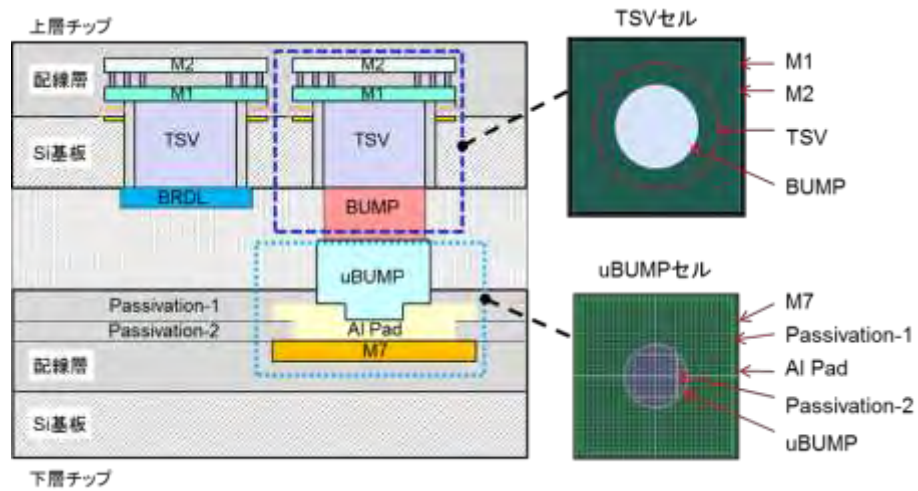 上層チップ
配線層
M2
M2
M1
M1
TSV
TSV
Si基板
BRDL
BUMP
uBUMP
Passivation-1
Passivation-2
Al Pad
M7
配線層
Si基板
下層チップ
TSVセル
M1
M2
TSV
BUMP
uBUMPセル
M7
Passivation-1
Al Pad
Passivation-2
uBUMP